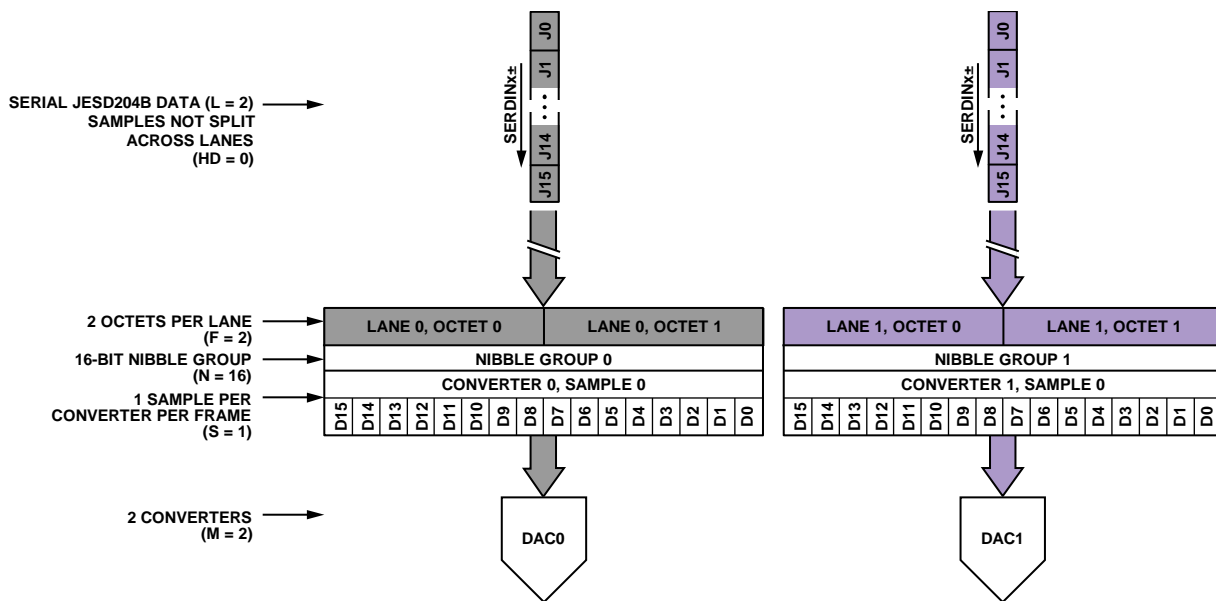 SERIAL JESD204B DATA (L = 2)
SAMPLES NOT SPLIT
ACROSS LANES
(HD = 0)
SERDINx±
J0
J1
J14
J15
SERDINx±
J0
J1
J14
J15
2 OCTETS PER LANE
(F = 2)
LANE 0, OCTET 0
LANE 0, OCTET 1
LANE 1, OCTET 0
LANE 1, OCTET 1
16-BIT NIBBLE GROUP
(N = 16)
NIBBLE GROUP 0
NIBBLE GROUP 1
1 SAMPLE PER
CONVERTER PER FRAME
(S = 1)
CONVERTER 0, SAMPLE 0
CONVERTER 1, SAMPLE 0
D15 D14 D13 D12 D11 D10 D9 D8 D7 D6 D5 D4 D3 D2 D1 D0
D15 D14 D13 D12 D11 D10 D9 D8 D7 D6 D5 D4 D3 D2 D1 D0
2 CONVERTERS
(M = 2)
DAC0
DAC1